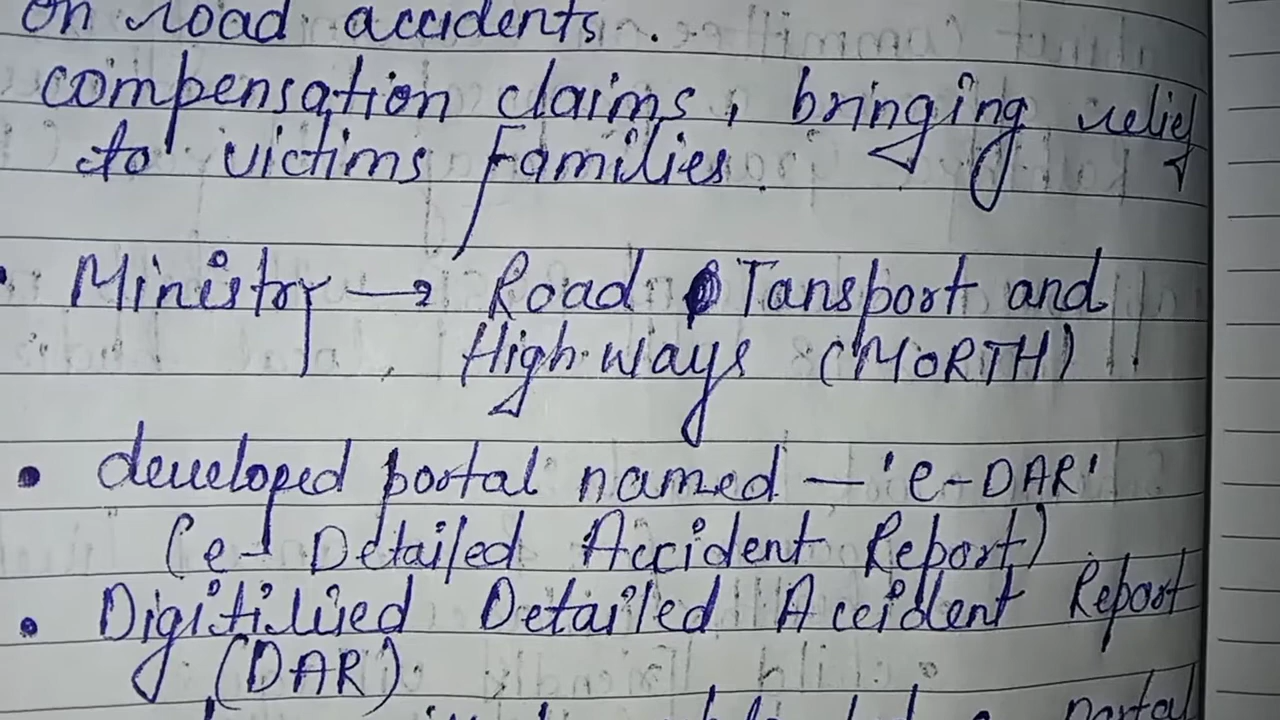 on road accidents.
compensation claims, bringing relief
to victims Families.
• Ministry → Road Tansport and
High-ways (MORTH)
• developed portal named — 'e-DAR'
(e- Detailed Accident Report)
• Digitilized Detailed Accident Report
(DAR)
portal